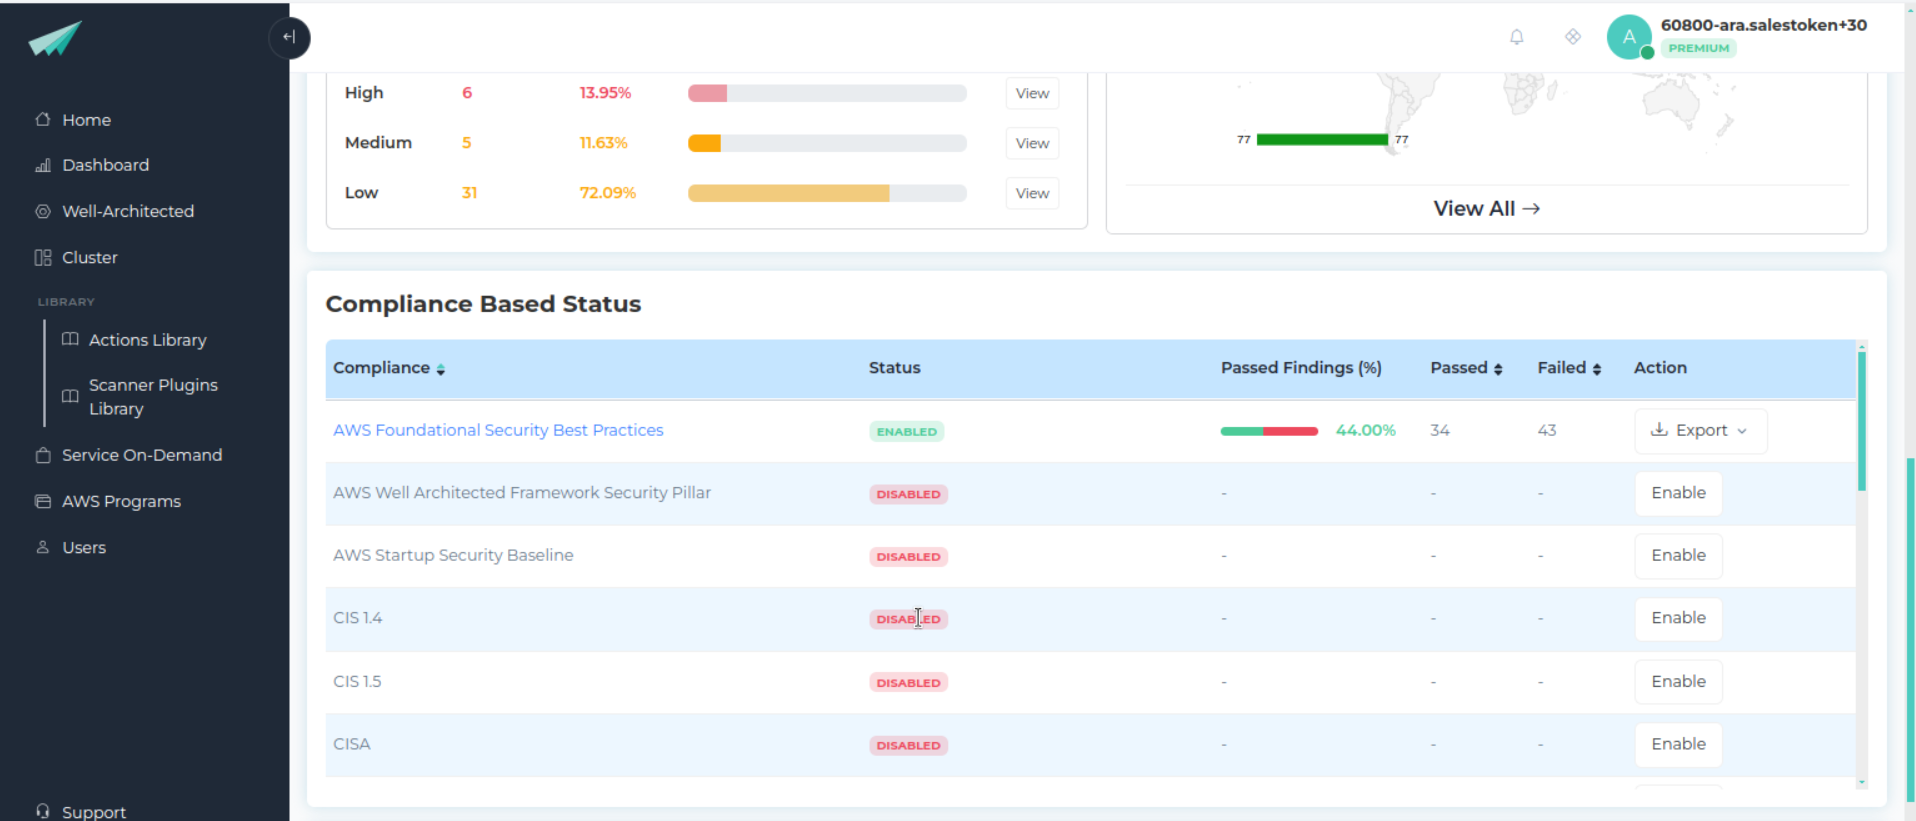 60800-ara.salestoken+30
A
PREMIUM
Home
Dashboard
Well-Architected
Cluster
LIBRARY
Actions Library
Scanner Plugins
Library
Service On-Demand
AWS Programs
Users
Support
High 6 13.95% View
Medium 5 11.63% View
Low 31 72.09% View
77 77
View All →
Compliance Based Status
Compliance Status Passed Findings (%) Passed Failed Action
AWS Foundational Security Best Practices ENABLED 44.00% 34 43 Export
AWS Well Architected Framework Security Pillar DISABLED - - - Enable
AWS Startup Security Baseline DISABLED - - - Enable
CIS 1.4 DISABLED - - - Enable
CIS 1.5 DISABLED - - - Enable
CISA DISABLED - - - Enable